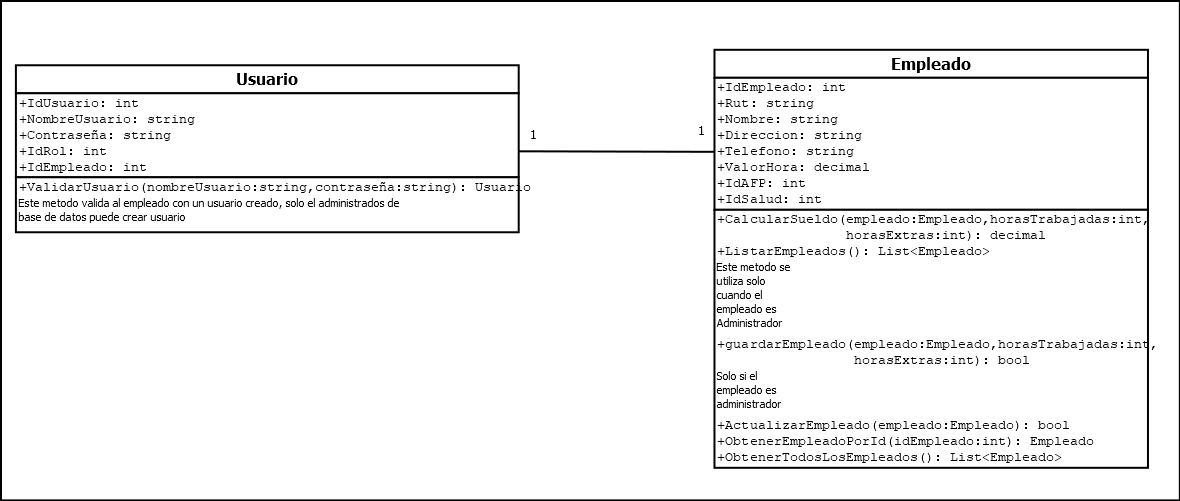 Usuario
+IdUsuario: int
+NombreUsuario: string
+Contraseña: string
+IdRol: int
+IdEmpleado: int
+ValidarUsuario(nombreUsuario:string,contraseña:string): Usuario
Este metodo valida al empleado con un usuario creado, solo el administrados de
base de datos puede crear usuario
1
1
Empleado
+IdEmpleado: int
+Rut: string
+Nombre: string
+Direccion: string
+Telefono: string
+ValorHora: decimal
+IdAFP: int
+IdSalud: int
+CalcularSueldo(empleado:Empleado,horasTrabajadas:int,
horasExtras:int): decimal
+ListarEmpleados(): List<Empleado>
Este metodo se
utiliza solo
cuando el
empleado es
Administrador
+guardarEmpleado(empleado:Empleado,horasTrabajadas:int,
horasExtras:int): bool
Solo si el
empleado es
administrador
+ActualizarEmpleado(empleado:Empleado): bool
+ObtenerEmpleadoPorId(idEmpleado:int): Empleado
+ObtenerTodosLosEmpleados(): List<Empleado>